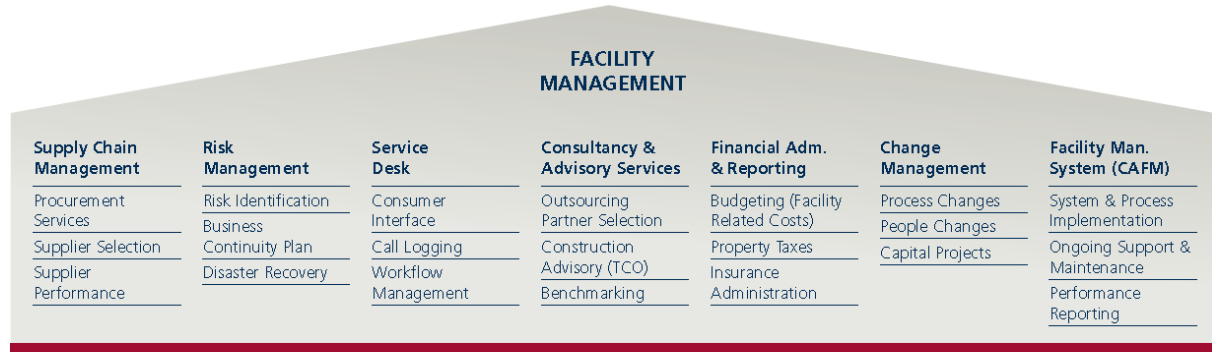 FACILITY
MANAGEMENT
Supply Chain
Management
Procurement
Services
Supplier Selection
Supplier
Performance
Risk
Management
Risk Identification
Business
Continuity Plan
Disaster Recovery
Service
Desk
Consumer
Interface
Call Logging
Workflow
Management
Consultancy &
Advisory Services
Outsourcing
Partner Selection
Construction
Advisory (TCO)
Benchmarking
Financial Adm.
& Reporting
Budgeting (Facility
Related Costs)
Property Taxes
Insurance
Administration
Change
Management
Process Changes
People Changes
Capital Projects
Facility Man.
System (CAFM)
System & Process
Implementation
Ongoing Support &
Maintenance
Performance
Reporting